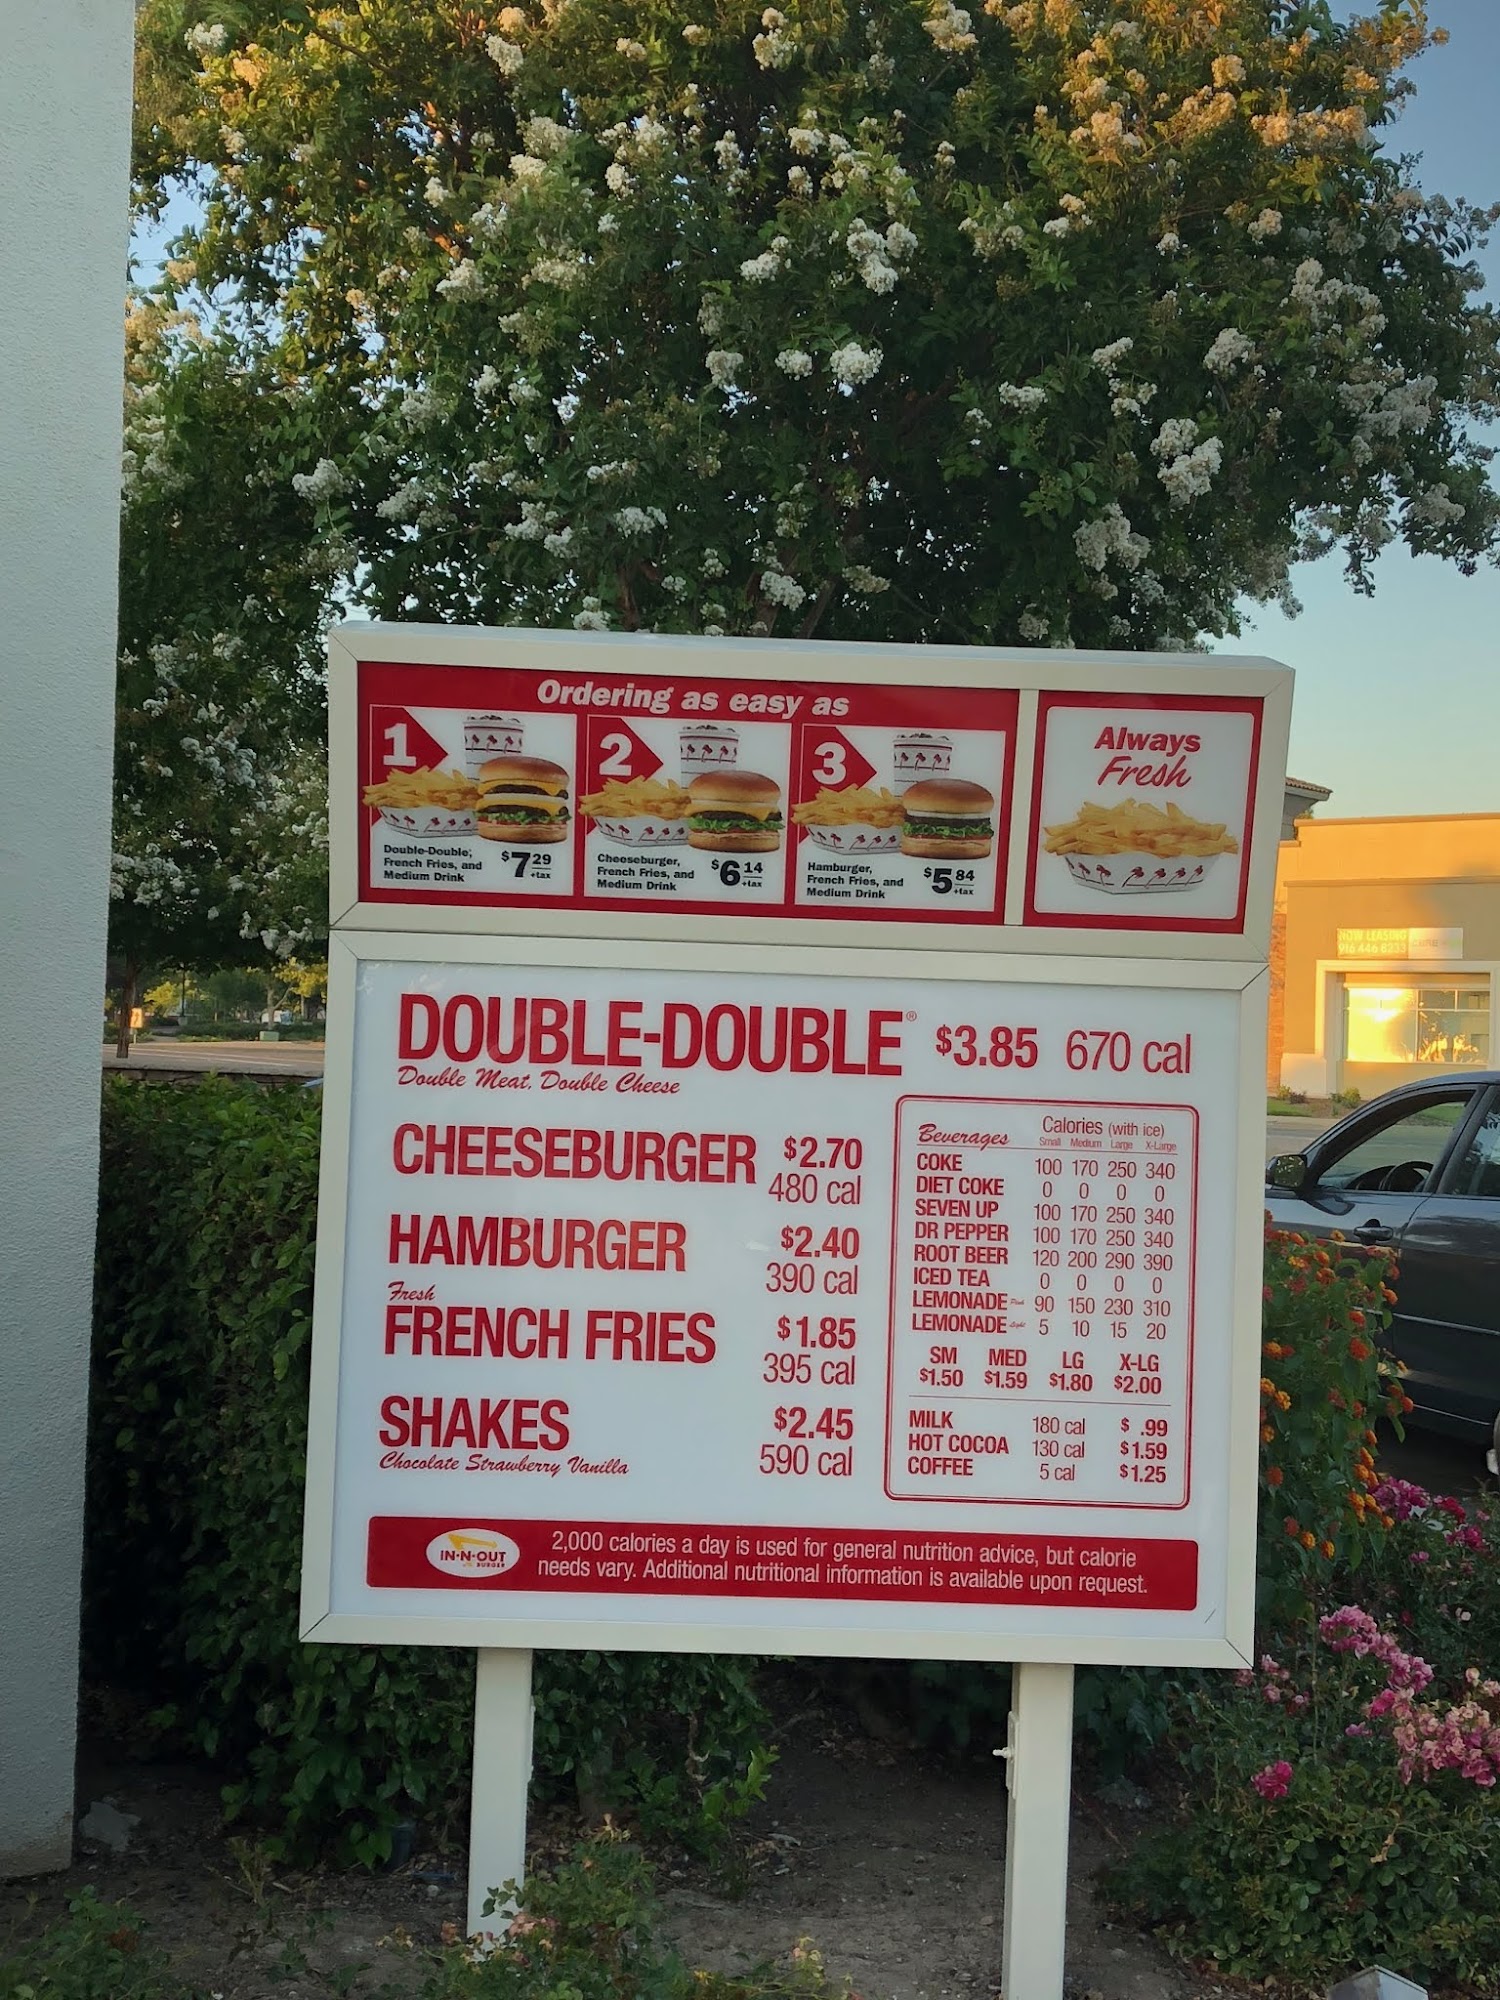 Ordering as easy as
1
Double-Double,
French Fries, and
Medium Drink
$7.29
+tax
2
Cheeseburger,
French Fries, and
Medium Drink
$6.14
+tax
3
Hamburger,
French Fries, and
Medium Drink
$5.84
+tax
Always
Fresh
DOUBLE-DOUBLE® $3.85 670 cal
Double Meat, Double Cheese
CHEESEBURGER $2.70
480 cal
HAMBURGER $2.40
390 cal
Fresh
FRENCH FRIES $1.85
395 cal
SHAKES $2.45
Chocolate Strawberry Vanilla 590 cal
Beverages Calories (with ice)
Small Medium Large X-Large
COKE 100 170 250 340
DIET COKE 0 0 0 0
SEVEN UP 100 170 250 340
DR PEPPER 100 170 250 340
ROOT BEER 120 200 290 390
ICED TEA 0 0 0 0
LEMONADE Pink 90 150 230 310
LEMONADE Light 5 10 15 20
SM MED LG X-LG
$1.50 $1.59 $1.80 $2.00
MILK 180 cal $ .99
HOT COCOA 130 cal $1.59
COFFEE 5 cal $1.25
IN-N-OUT
BURGER
2,000 calories a day is used for general nutrition advice, but calorie
needs vary. Additional nutritional information is available upon request.
NOW LEASING
916 446 8233